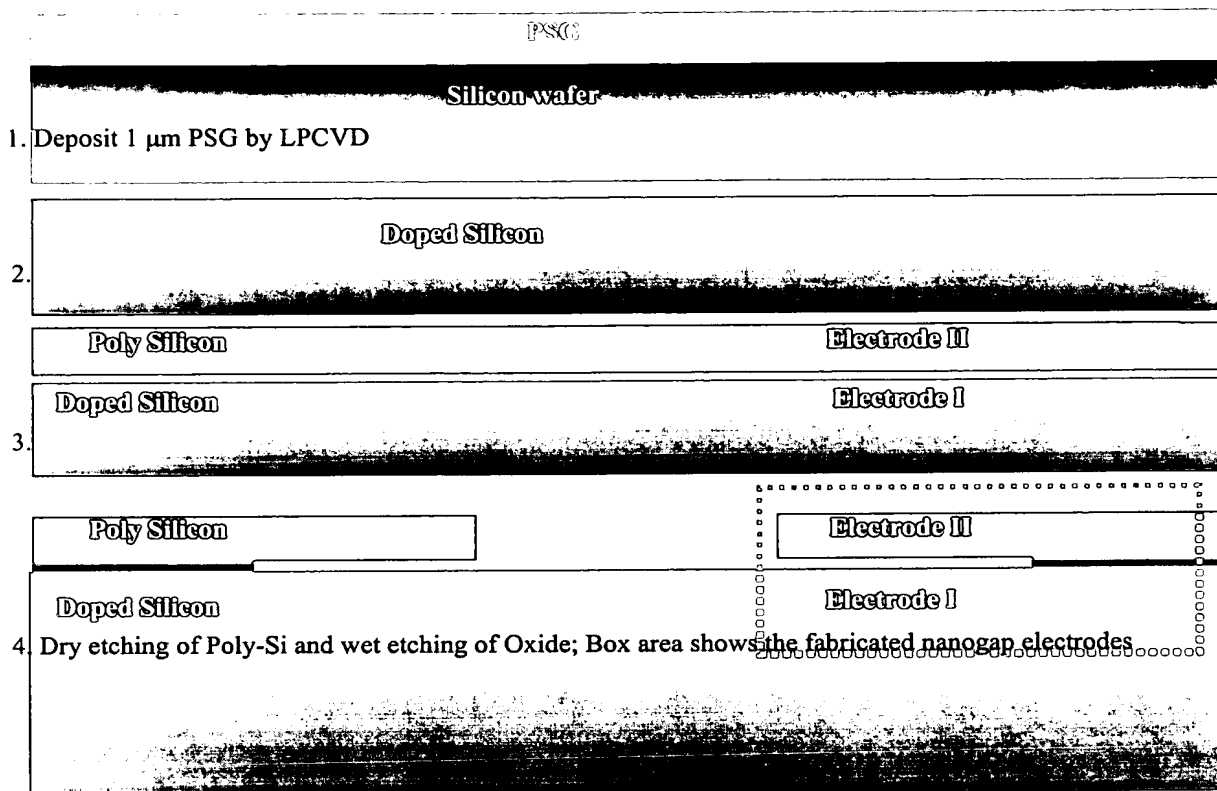 PSG
Silicon wafer
1. Deposit 1 μm PSG by LPCVD
Doped Silicon
2.
Poly Silicon Electrode II
Doped Silicon Electrode I
3.
Poly Silicon Electrode II
Doped Silicon Electrode I
4. Dry etching of Poly-Si and wet etching of Oxide; Box area shows the fabricated nanogap electrodes